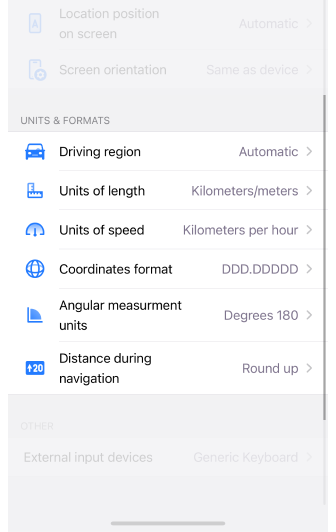 Location position
on screen
Automatic
Screen orientation
Same as device
UNITS & FORMATS
Driving region
Automatic
Units of length
Kilometers/meters
Units of speed
Kilometers per hour
Coordinates format
DDD.DDDDD
Angular measurment
units
Degrees 180
20
Distance during
navigation
Round up
OTHER
External input devices
Generic Keyboard